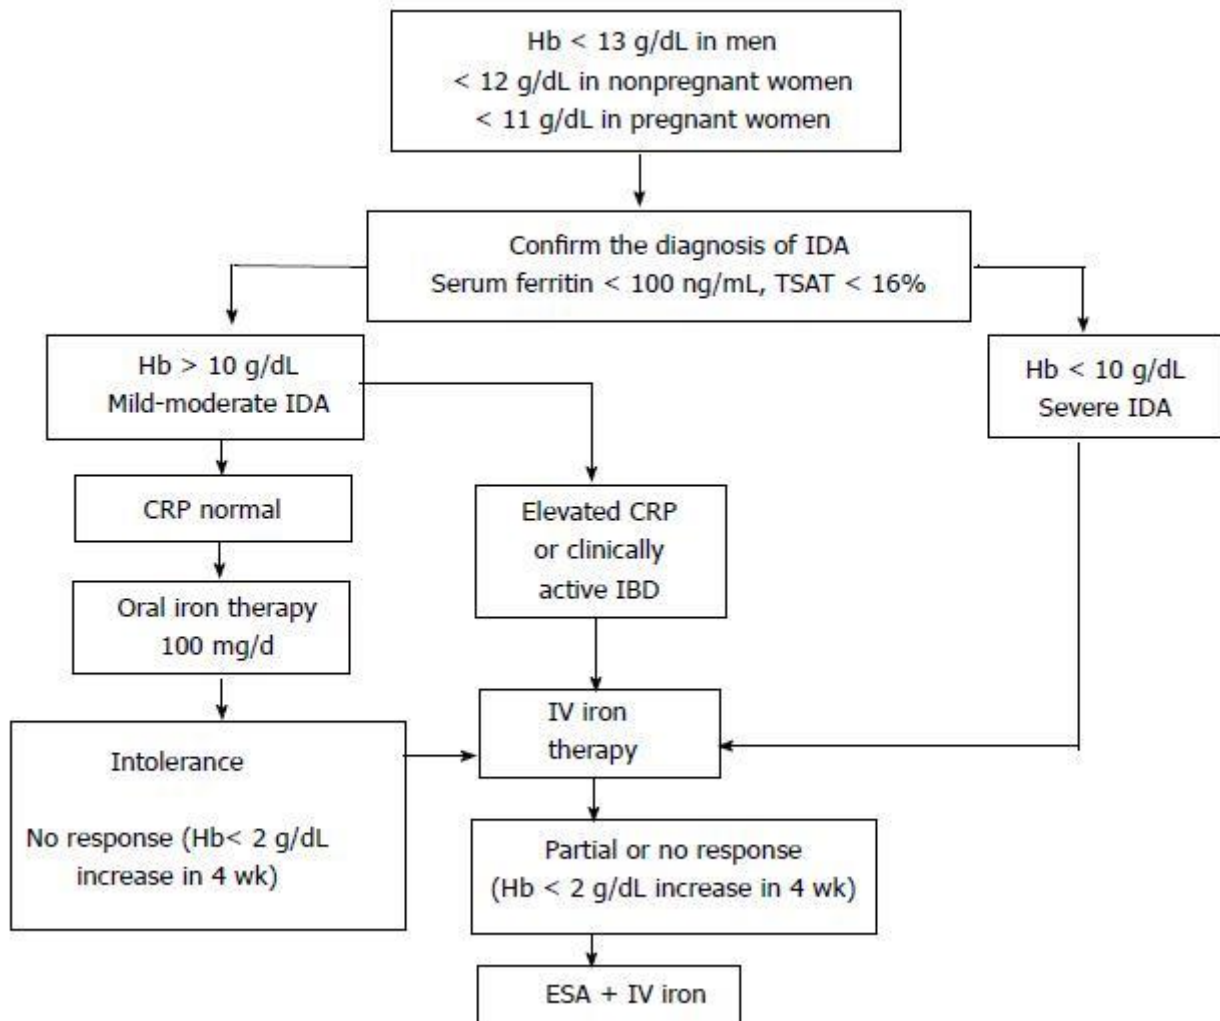 Hb < 13 g/dL in men
< 12 g/dL in nonpregnant women
< 11 g/dL in pregnant women
Confirm the diagnosis of IDA
Serum ferritin < 100 ng/mL, TSAT < 16%
Hb > 10 g/dL
Mild-moderate IDA
Hb < 10 g/dL
Severe IDA
CRP normal
Elevated CRP
or clinically
active IBD
Oral iron therapy
100 mg/d
IV iron
therapy
Intolerance
No response (Hb< 2 g/dL
increase in 4 wk)
Partial or no response
(Hb < 2 g/dL increase in 4 wk)
ESA + IV iron